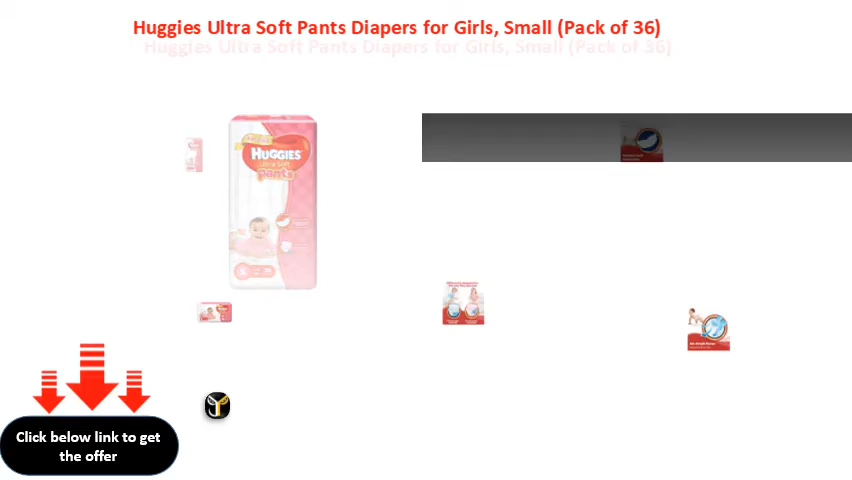 Huggies Ultra Soft Pants Diapers for Girls, Small (Pack of 36)
Huggies Ultra Soft Pants Diapers for Girls, Small (Pack of 36)
HUGGIES
Ultra Soft
pants
S
Click below link to get
the offer